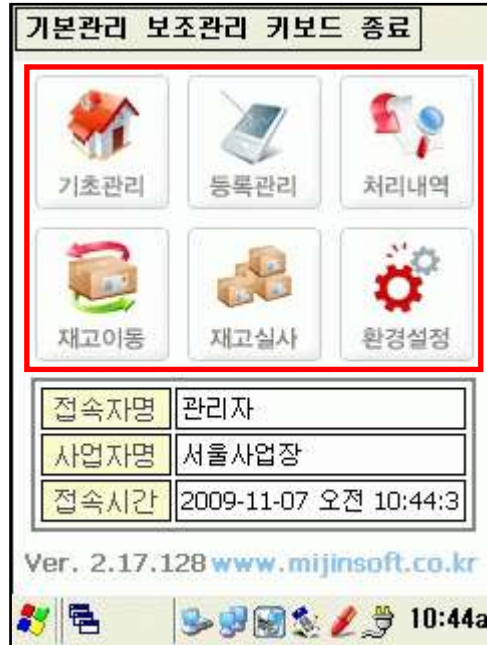 기본관리 보조관리 키보드 종료
기초관리 등록관리 처리내역
재고이동 재고실사 환경설정
접속자명 관리자
사업자명 서울사업장
접속시간 2009-11-07 오전 10:44:3
Ver. 2.17.128 www.mijinsoft.co.kr
10:44a